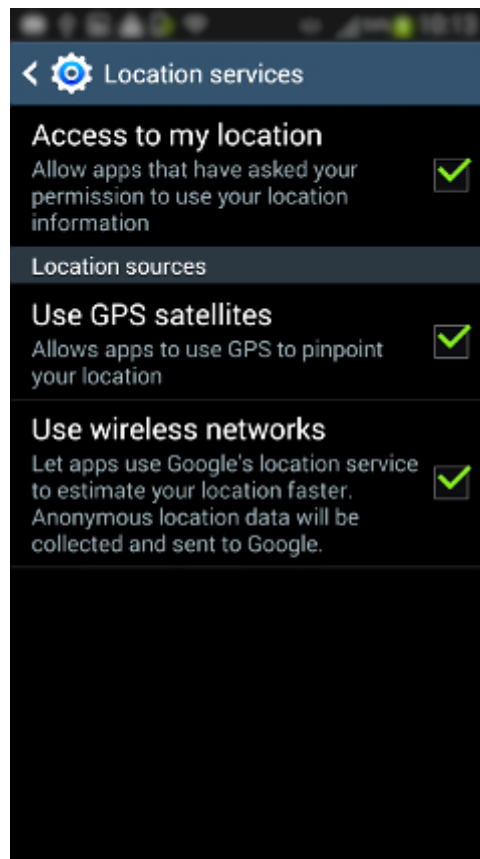 10:13
Location services
Access to my location
Allow apps that have asked your
permission to use your location
information
Location sources
Use GPS satellites
Allows apps to use GPS to pinpoint
your location
Use wireless networks
Let apps use Google's location service
to estimate your location faster.
Anonymous location data will be
collected and sent to Google.